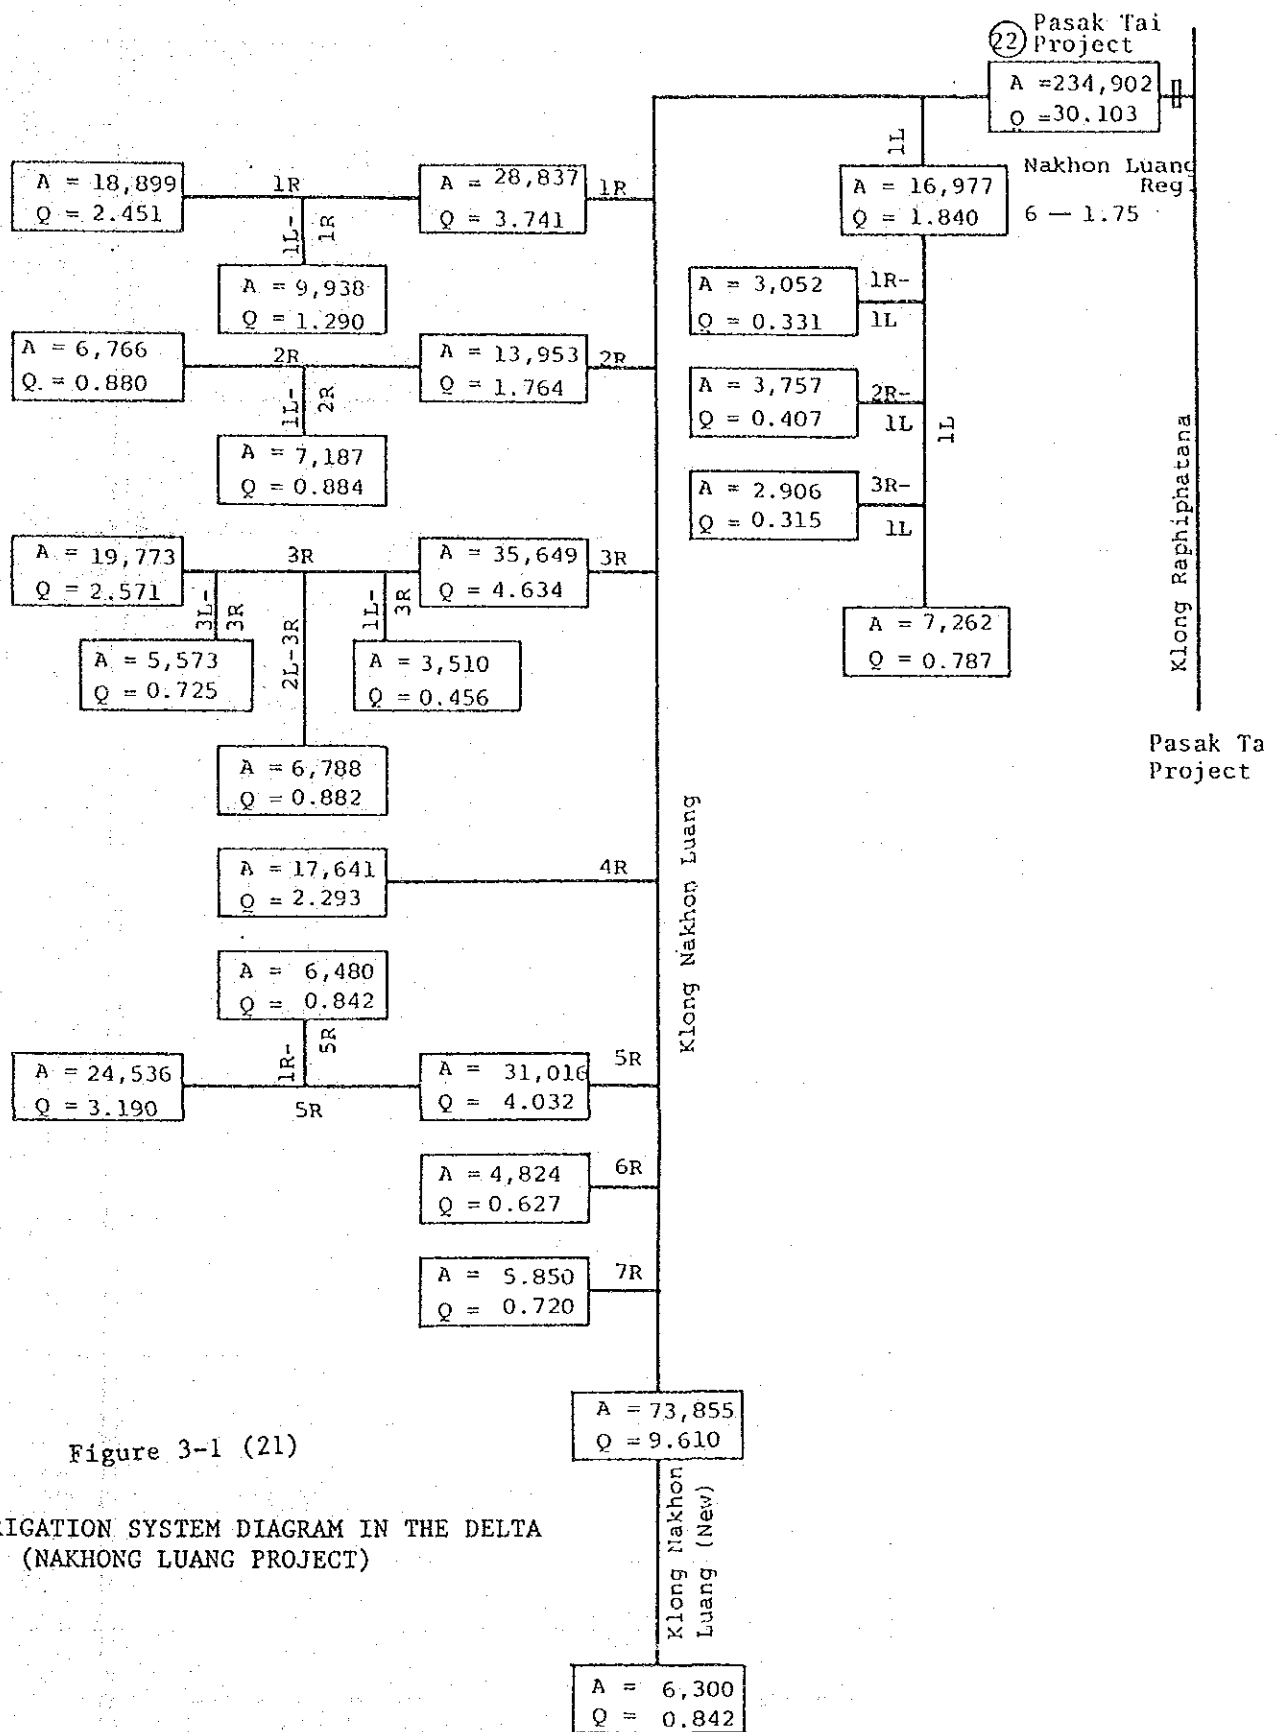 22 Pasak Tai
Project
A =234,902
Q =30.103
1L
Nakhon Luang
Reg.
6 — 1.75
A = 16,977
Q = 1.840
A = 18,899
Q = 2.451
1R
1L-
1R
A = 28,837
Q = 3.741
1R
A = 9,938
Q = 1.290
A = 3,052
Q = 0.331
1R-
1L
A = 6,766
Q = 0.880
2R
1L-
2R
A = 13,953
Q = 1.764
2R
A = 7,187
Q = 0.884
A = 3,757
Q = 0.407
2R-
1L
1L
A = 2.906
Q = 0.315
3R-
1L
Klong Raphiphatana
A = 19,773
Q = 2.571
3R
3L-
3R
2L-3R
1L-
3R
A = 35,649
Q = 4.634
3R
A = 5,573
Q = 0.725
A = 3,510
Q = 0.456
A = 7,262
Q = 0.787
Pasak Ta
Project
A = 6,788
Q = 0.882
Klong Nakhon Luang
A = 17,641
Q = 2.293
4R
A = 6,480
Q = 0.842
1R-
5R
A = 24,536
Q = 3.190
5R
A = 31,016
Q = 4.032
5R
A = 4,824
Q = 0.627
6R
A = 5.850
Q = 0.720
7R
A = 73,855
Q = 9.610
Figure 3-1 (21)
RIGATION SYSTEM DIAGRAM IN THE DELTA
(NAKHONG LUANG PROJECT)
Klong Nakhon
Luang (New)
A = 6,300
Q = 0.842